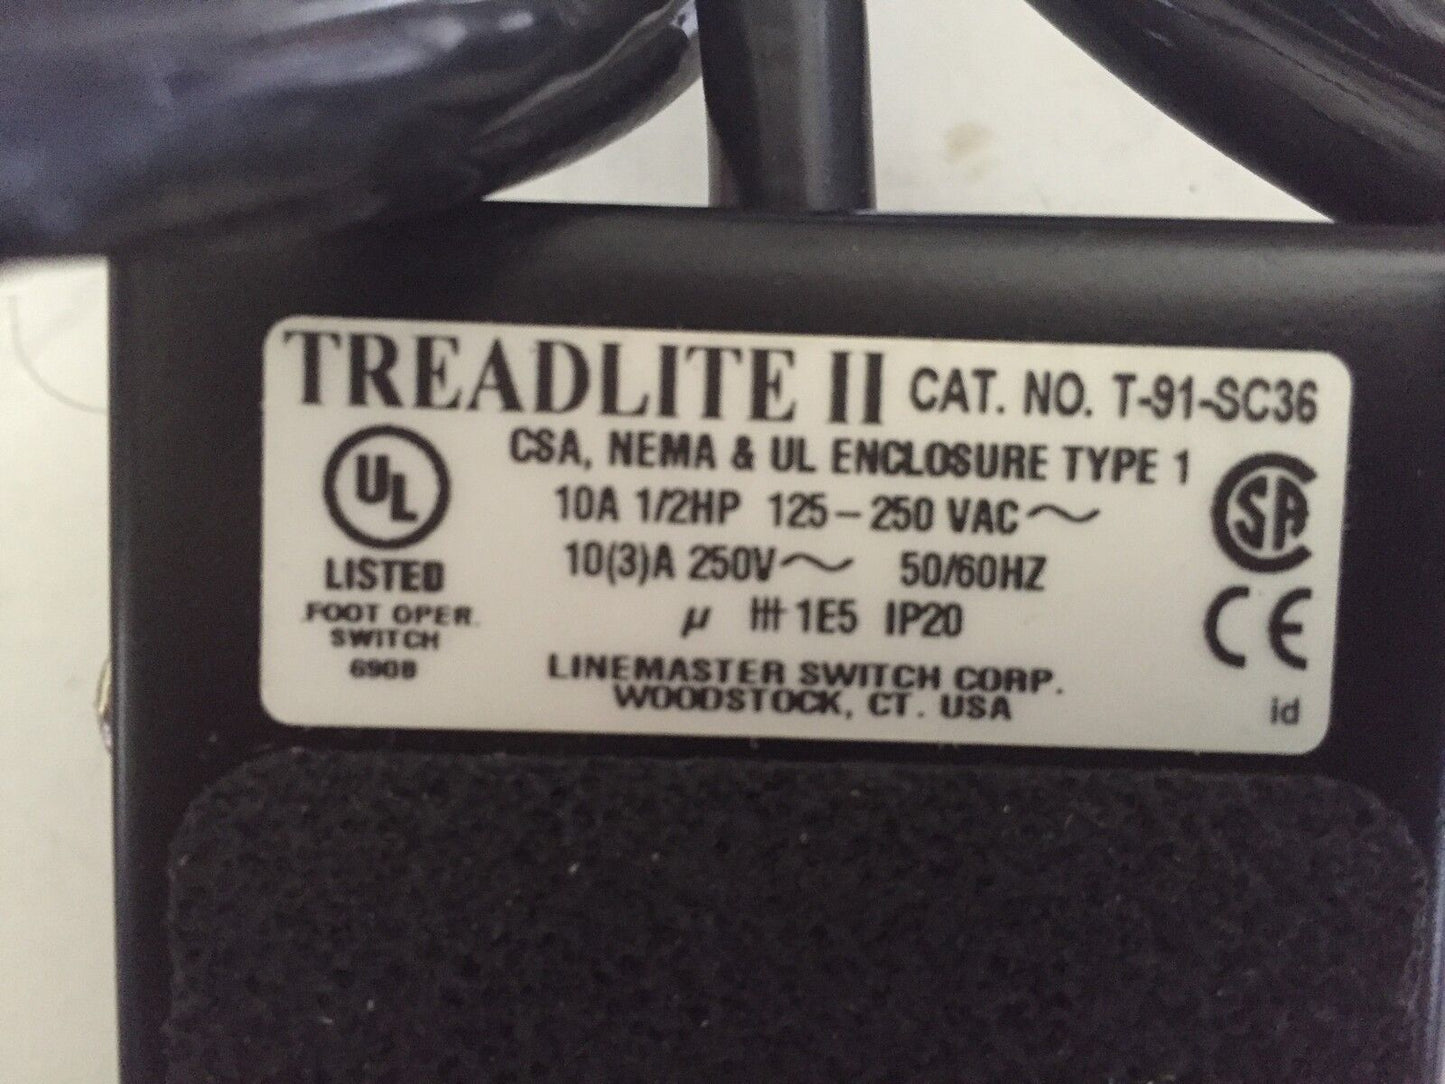 TREADLITE II CAT. NO. T-91-SC36
CSA, NEMA & UL ENCLOSURE TYPE 1
10A 1/2HP 125-250 VAC~
10(3)A 250V~ 50/60HZ
µ 1E5 IP20
LINEMASTER SWITCH CORP.
WOODSTOCK, CT. USA
UL
LISTED
FOOT OPER.
SWITCH
690B
SA
CE
id